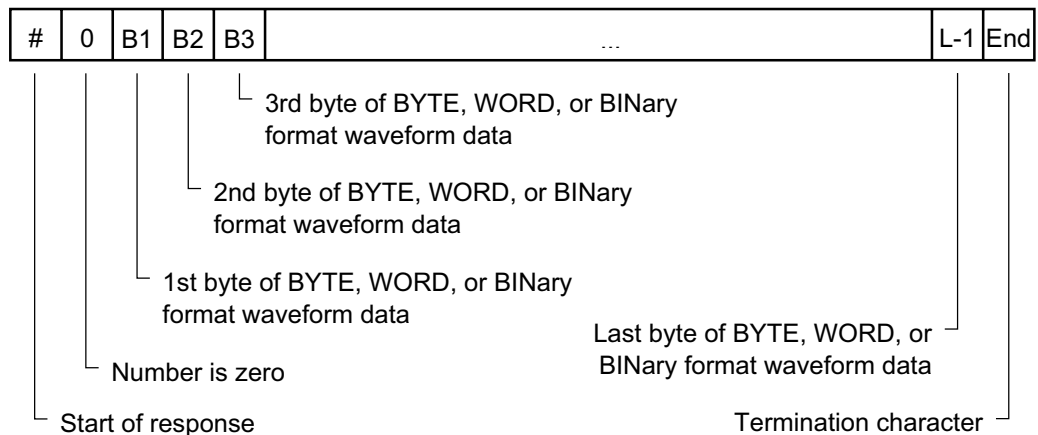 # 0 B1 B2 B3 ... L-1 End
3rd byte of BYTE, WORD, or BINary
format waveform data
2nd byte of BYTE, WORD, or BINary
format waveform data
1st byte of BYTE, WORD, or BINary
format waveform data
Last byte of BYTE, WORD, or
BINary format waveform data
Number is zero
Start of response
Termination character